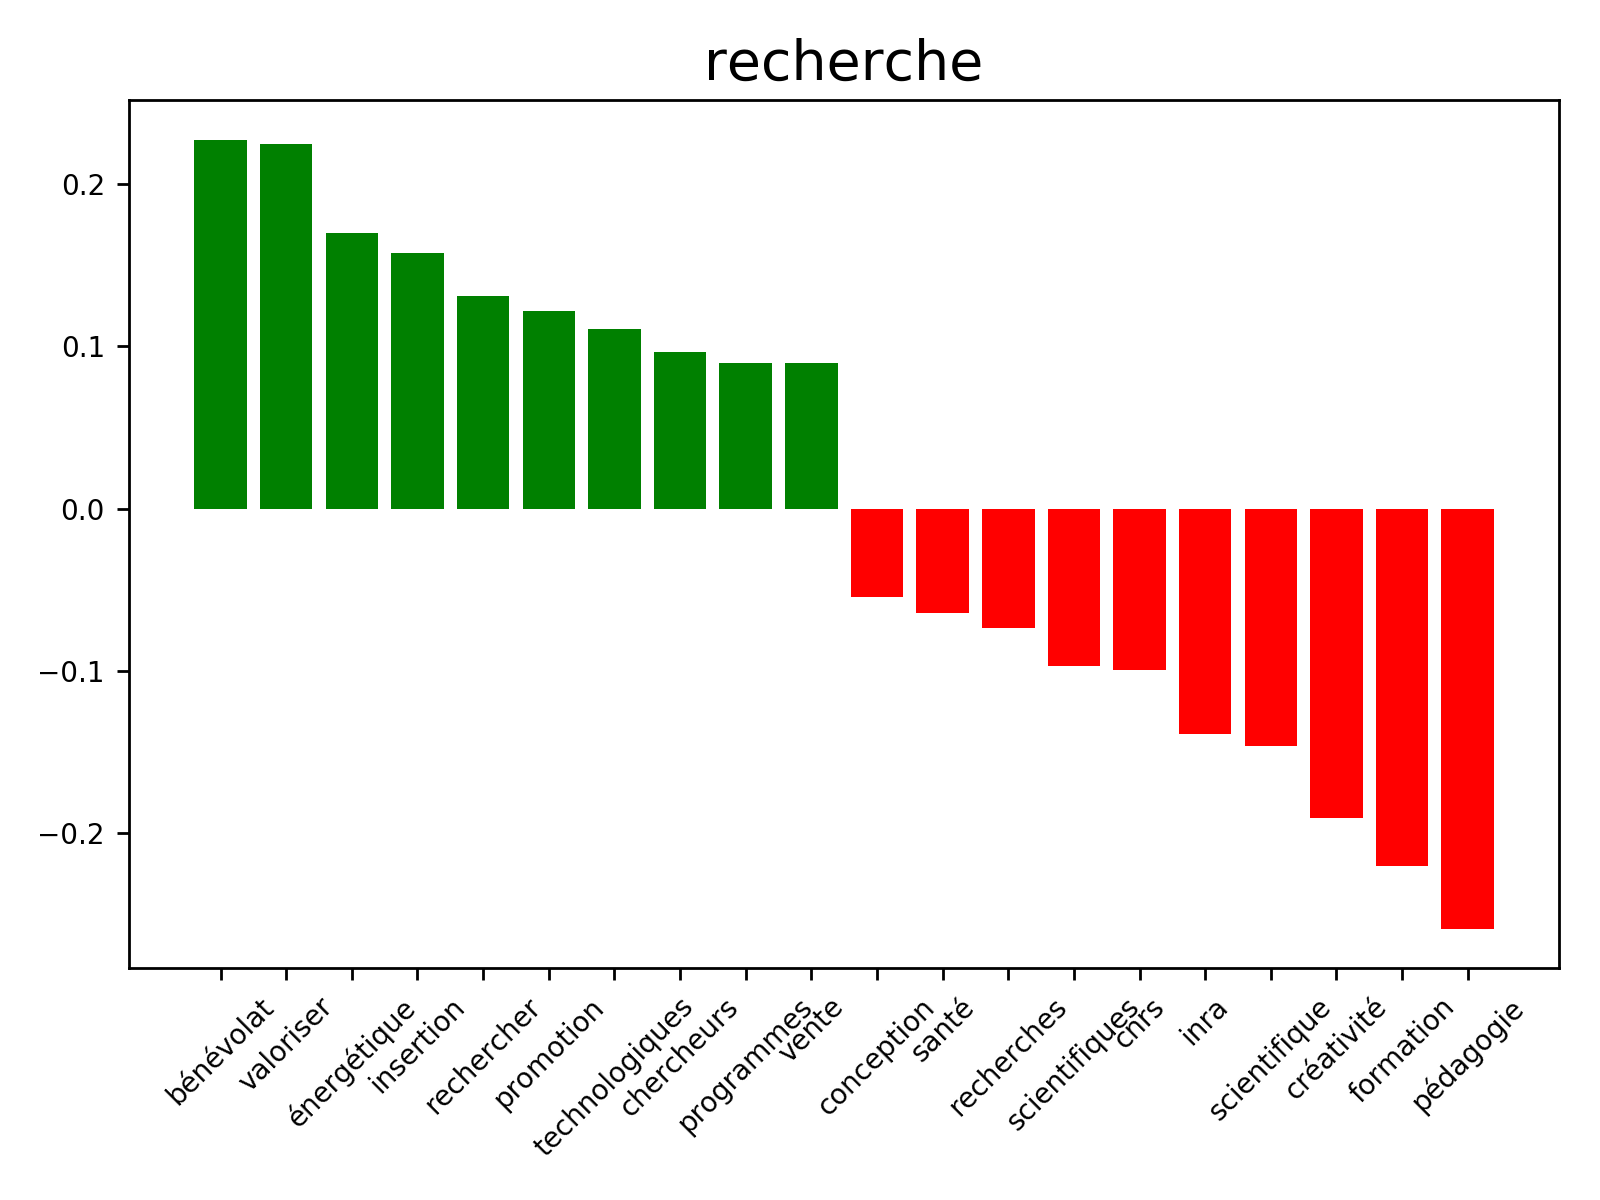 recherche
0.2
0.1
0.0
−0.1
−0.2
bénévolat
valoriser
énergétique
insertion
rechercher
promotion
technologiques
chercheurs
programmes
vente
conception
santé
recherches
scientifiques
cnrs
inra
scientifique
créativité
formation
pédagogie